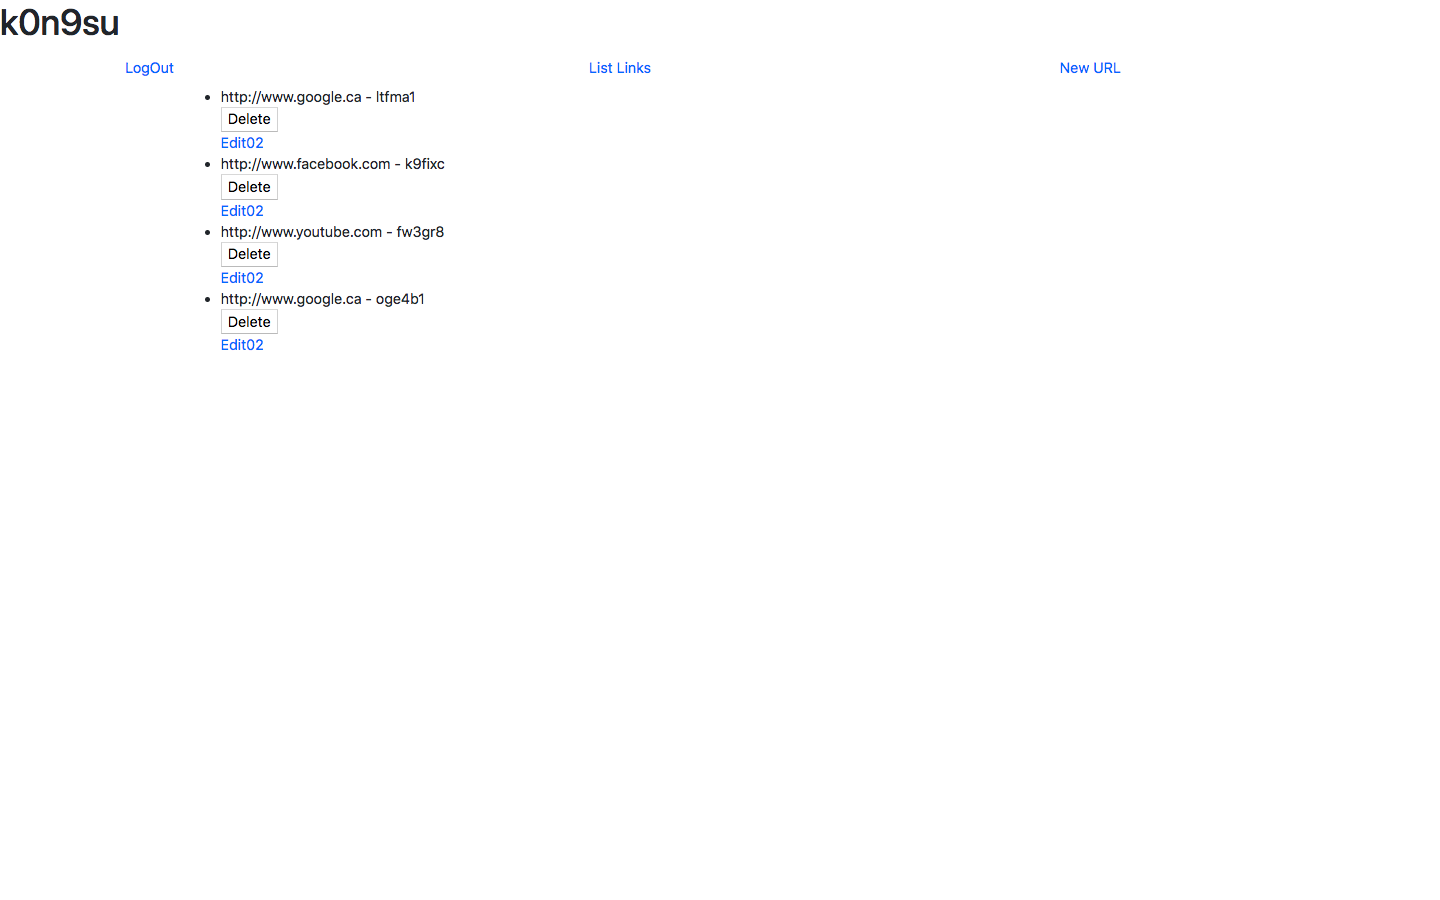 k0n9su
LogOut List Links New URL
http://www.google.ca - ltfma1
Delete
Edit02
http://www.facebook.com - k9fixc
Delete
Edit02
http://www.youtube.com - fw3gr8
Delete
Edit02
http://www.google.ca - oge4b1
Delete
Edit02